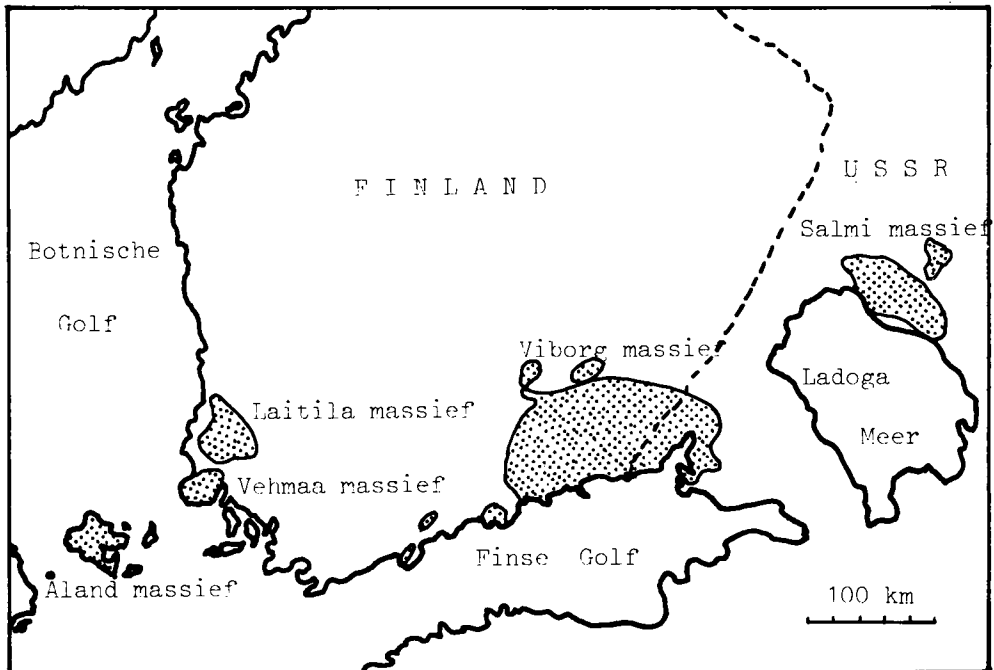 FINLAND
USSR
Salmi massief
Botnische
Golf
Viborg massief
Ladoga
Meer
Laitila massief
Vehmaa massief
Finse Golf
Åland massief
100 km